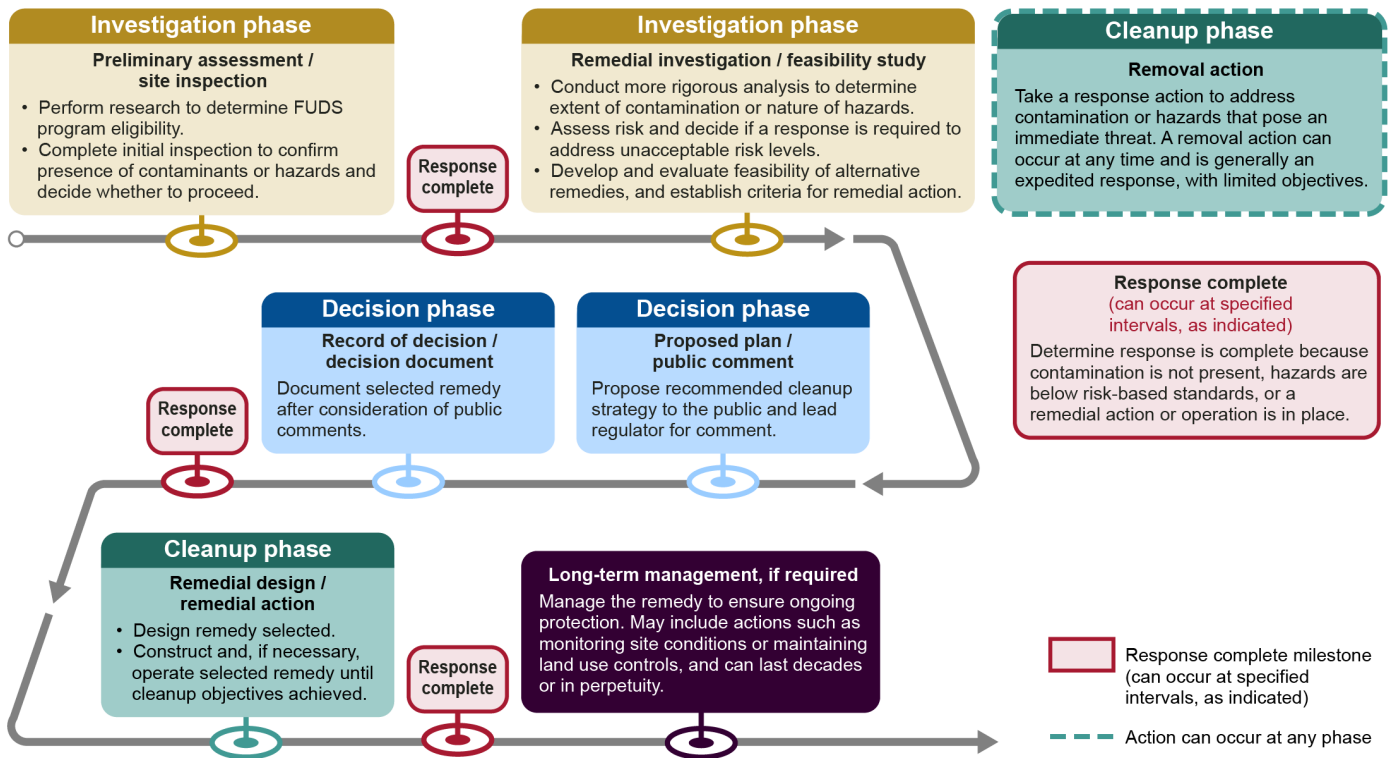 Investigation phase
Preliminary assessment /
site inspection
• Perform research to determine FUDS
program eligibility.
• Complete initial inspection to confirm
presence of contaminants or hazards and
decide whether to proceed.
Response
complete
Investigation phase
Remedial investigation / feasibility study
• Conduct more rigorous analysis to determine
extent of contamination or nature of hazards.
• Assess risk and decide if a response is required to
address unacceptable risk levels.
• Develop and evaluate feasibility of alternative
remedies, and establish criteria for remedial action.
Cleanup phase
Removal action
Take a response action to address
contamination or hazards that pose an
immediate threat. A removal action can
occur at any time and is generally an
expedited response, with limited objectives.
Response complete
(can occur at specified
intervals, as indicated)
Determine response is complete because
contamination is not present, hazards are
below risk-based standards, or a
remedial action or operation is in place.
Decision phase
Proposed plan /
public comment
Propose recommended cleanup
strategy to the public and lead
regulator for comment.
Decision phase
Record of decision /
decision document
Document selected remedy
after consideration of public
comments.
Response
complete
Cleanup phase
Remedial design /
remedial action
• Design remedy selected.
• Construct and, if necessary,
operate selected remedy until
cleanup objectives achieved.
Response
complete
Long-term management, if required
Manage the remedy to ensure ongoing
protection. May include actions such as
monitoring site conditions or maintaining
land use controls, and can last decades
or in perpetuity.
Response complete milestone
(can occur at specified
intervals, as indicated)
Action can occur at any phase